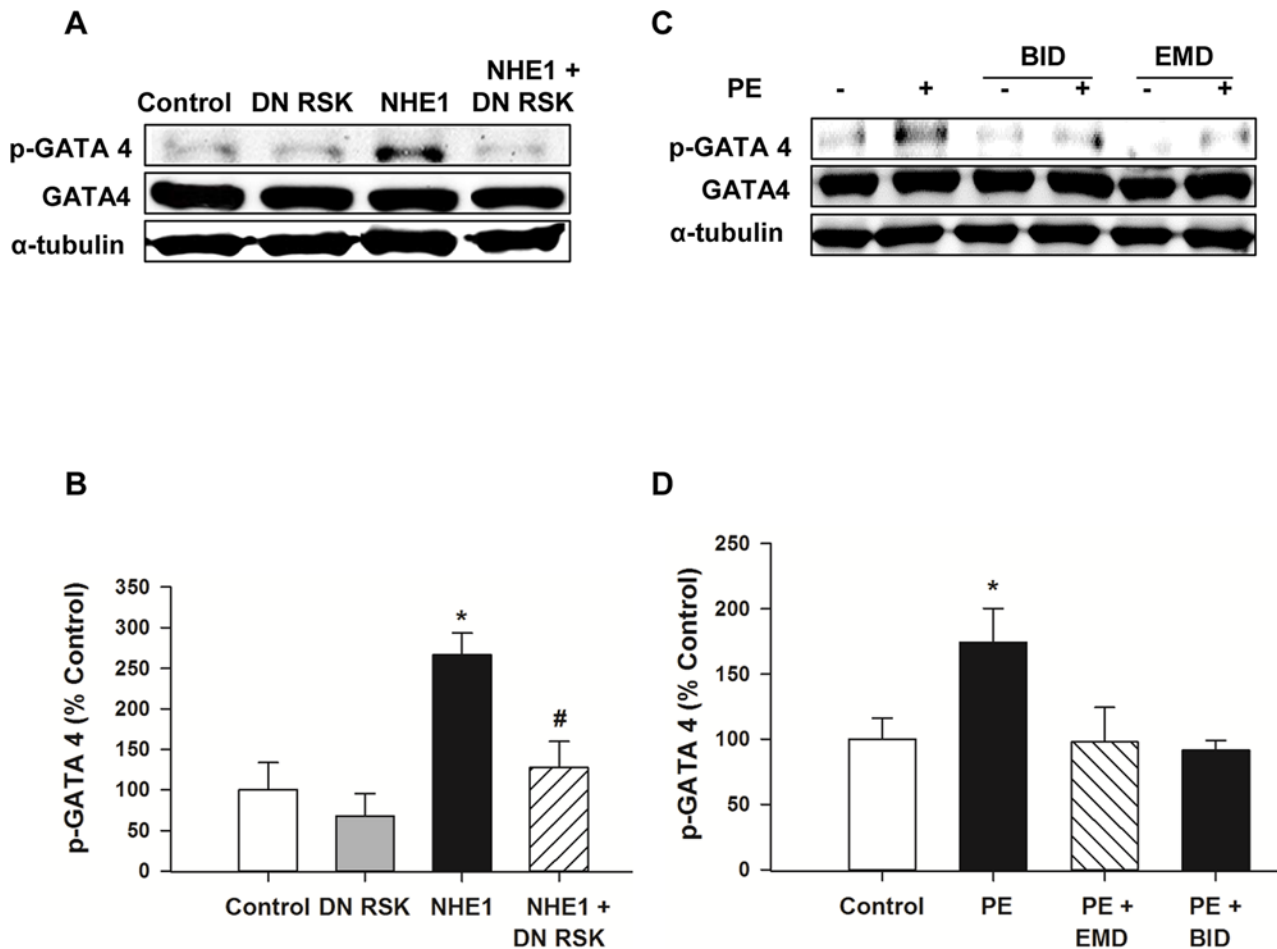 A
NHE1 +
Control DN RSK NHE1 DN RSK
p-GATA 4
GATA4
α-tubulin
C
BID EMD
PE - + - + - +
p-GATA 4
GATA4
α-tubulin
B
p-GATA 4 (% Control)
350
300
250
200
150
100
50
0
*
#
Control DN RSK NHE1 NHE1 +
DN RSK
D
p-GATA 4 (% Control)
250
200
150
100
50
0
*
Control PE PE + PE +
EMD BID